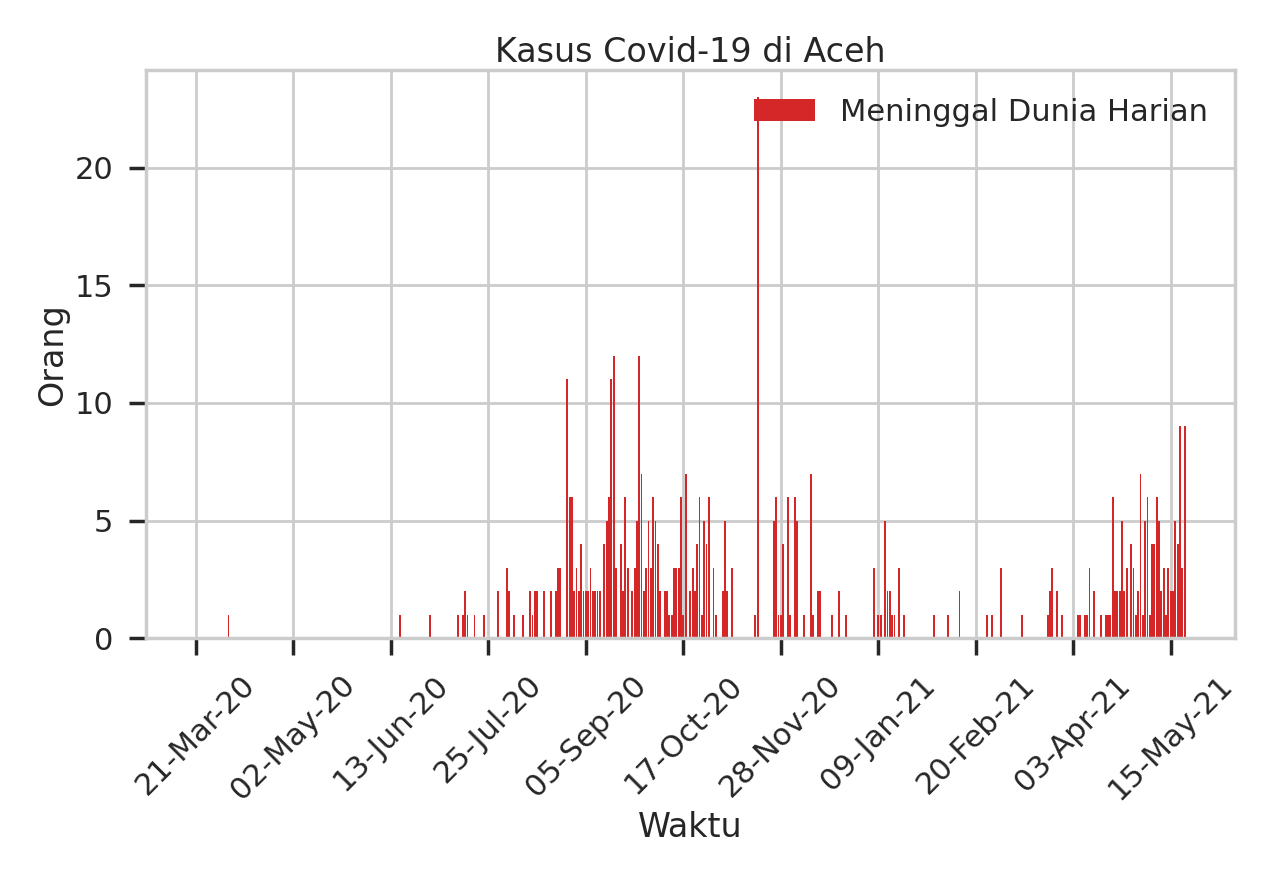 Kasus Covid-19 di Aceh
Meninggal Dunia Harian
Orang
20
15
10
5
0
21-Mar-20
02-May-20
13-Jun-20
25-Jul-20
05-Sep-20
17-Oct-20
28-Nov-20
09-Jan-21
20-Feb-21
03-Apr-21
15-May-21
Waktu